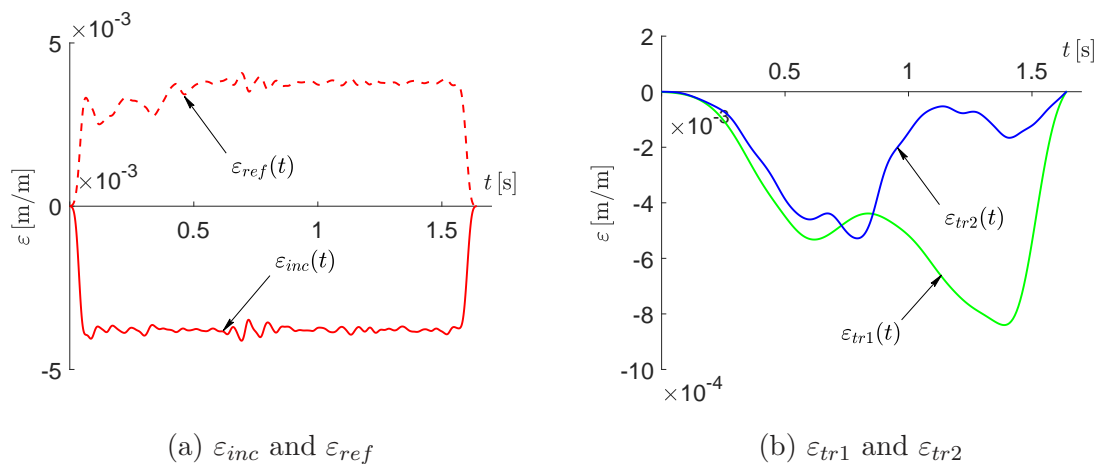 ×10⁻³
5
ε_ref(t)
×10⁻³
t [s]
0
0.5
1
1.5
ε [m/m]
ε_inc(t)
-5
(a) ε_inc and ε_ref
2
t [s]
0.5
1
1.5
0
×10⁻³
-2
ε_tr2(t)
-4
ε [m/m]
-6
ε_tr1(t)
-8
-10
×10⁻⁴
(b) ε_tr1 and ε_tr2